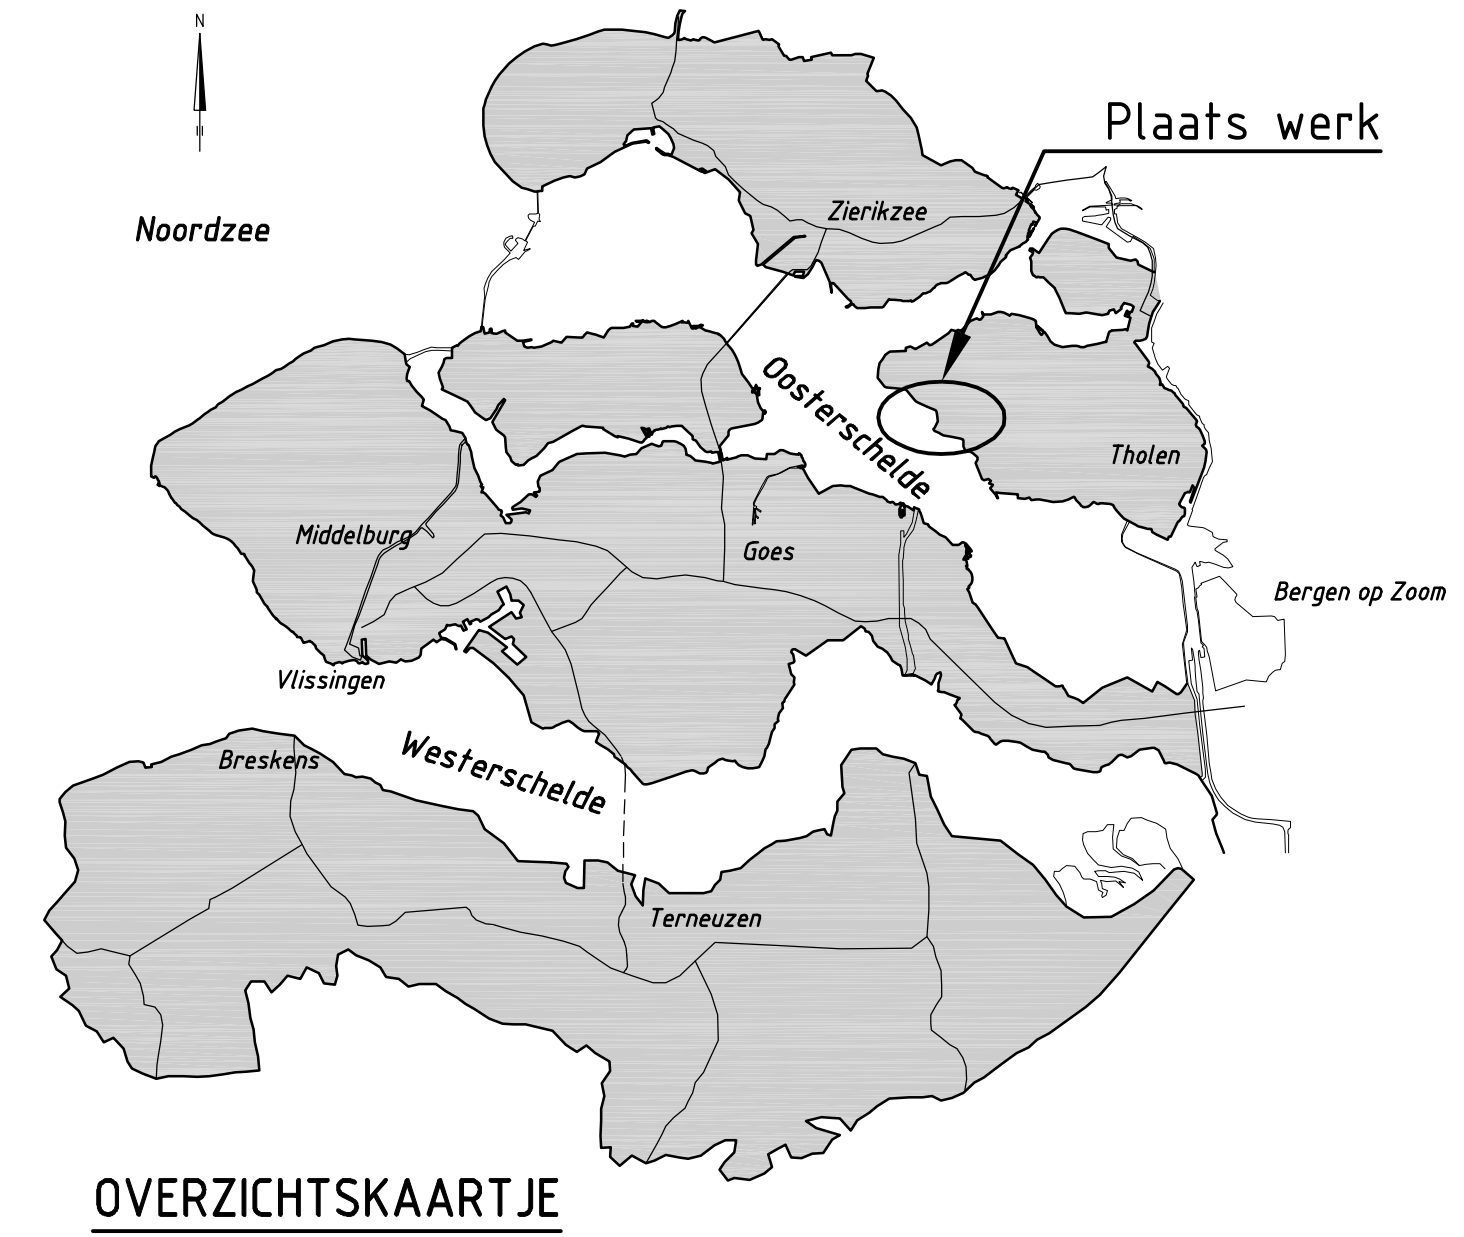 N
Plaats werk
Zierikzee
Noordzee
Oosterschelde
Tholen
Middelburg
Goes
Bergen op Zoom
Vlissingen
Westerschelde
Breskens
Terneuzen
OVERZICHTSKAARTJE